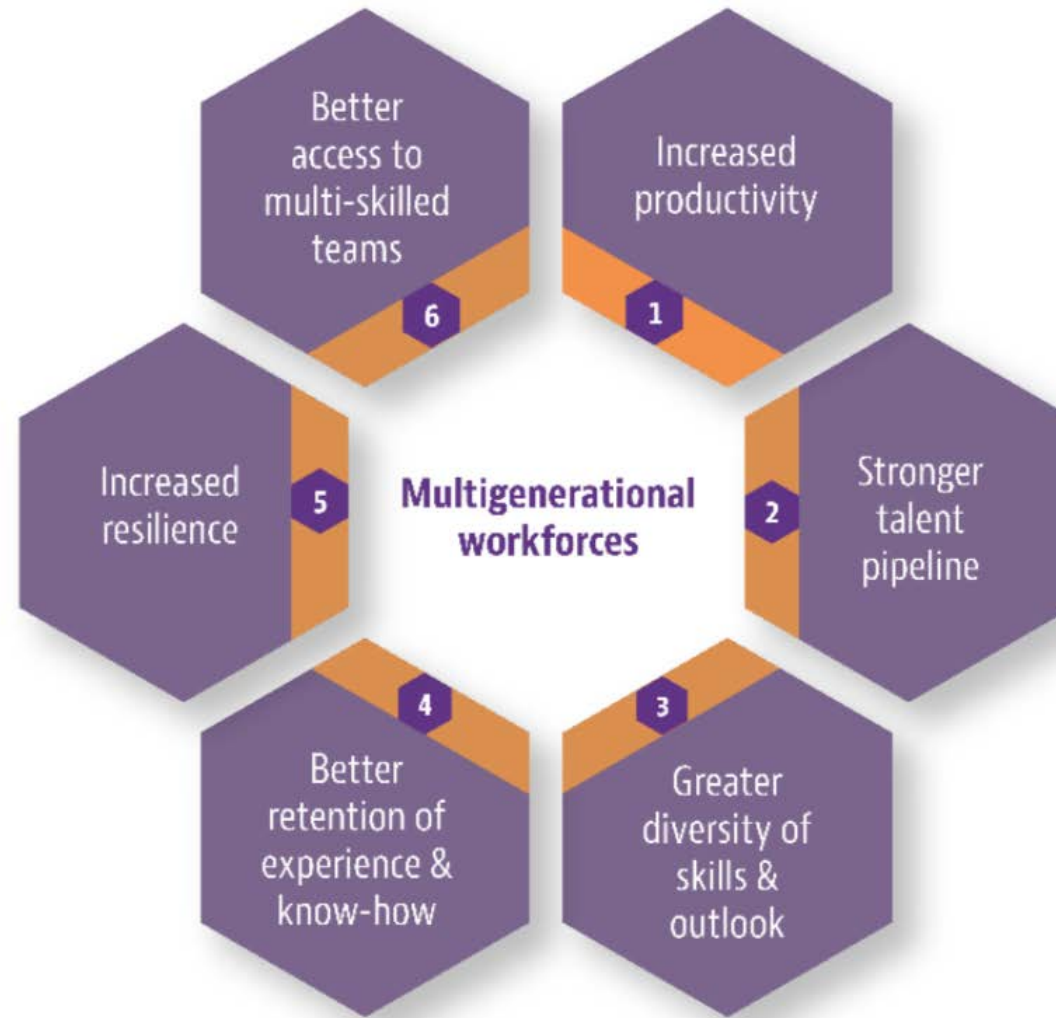 Multigenerational
workforces
1
Increased
productivity
2
Stronger
talent
pipeline
3
Greater
diversity of
skills &
outlook
4
Better
retention of
experience &
know-how
5
Increased
resilience
6
Better
access to
multi-skilled
teams